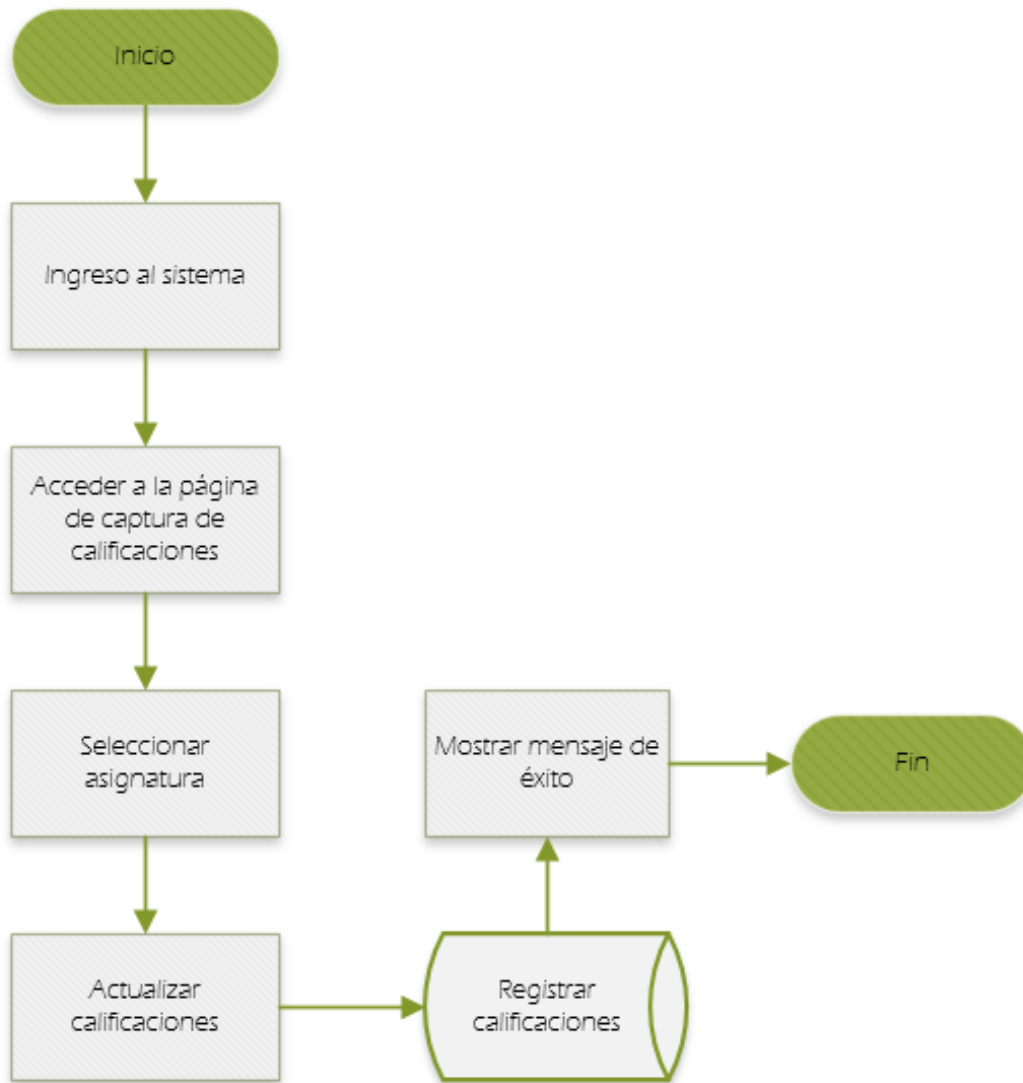 Inicio
Ingreso al sistema
Acceder a la página
de captura de
calificaciones
Seleccionar
asignatura
Actualizar
calificaciones
Registrar
calificaciones
Mostrar mensaje de
éxito
Fin